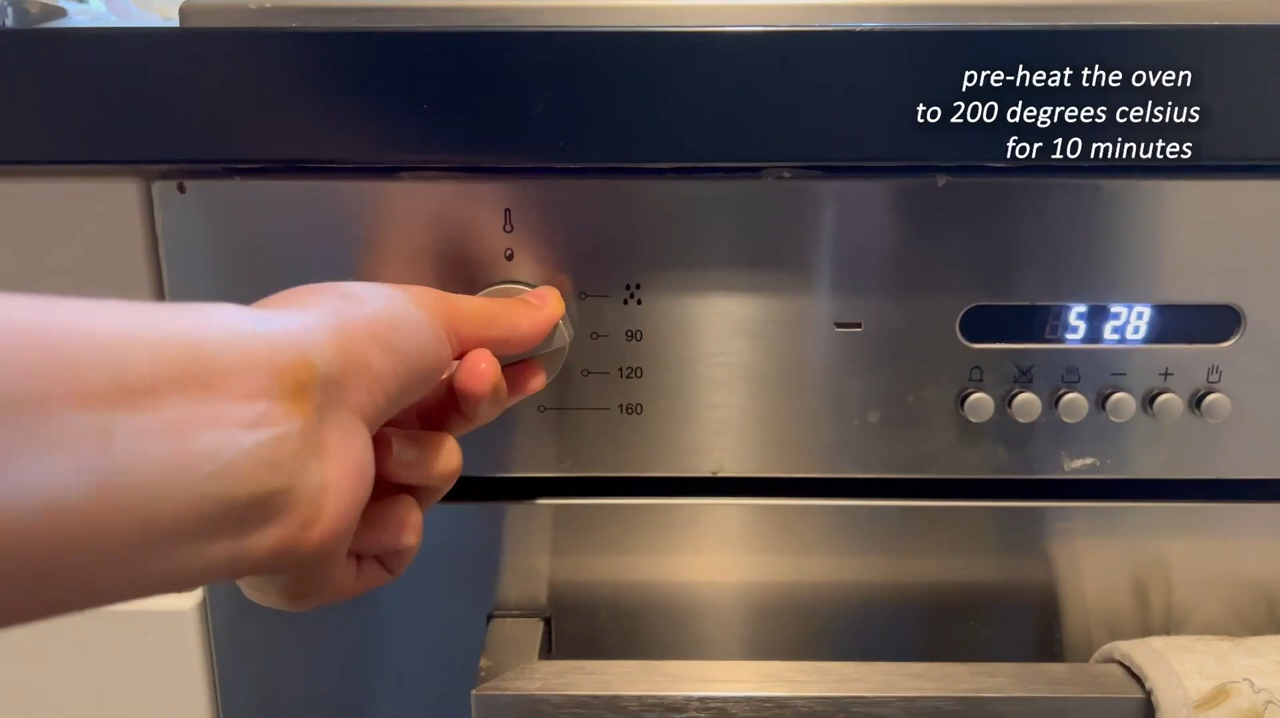 pre-heat the oven
to 200 degrees celsius
for 10 minutes
90
120
160
5 28